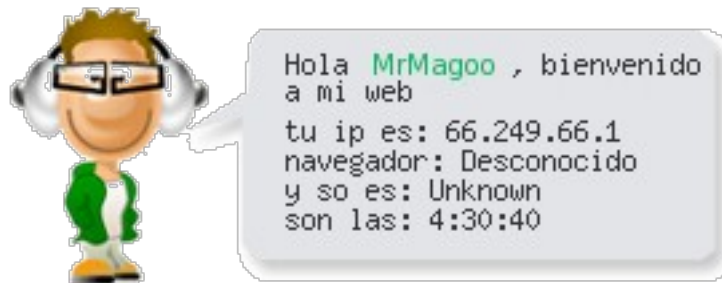 Hola MrMagoo , bienvenido
a mi web
tu ip es: 66.249.66.1
navegador: Desconocido
y so es: Unknown
son las: 4:30:40